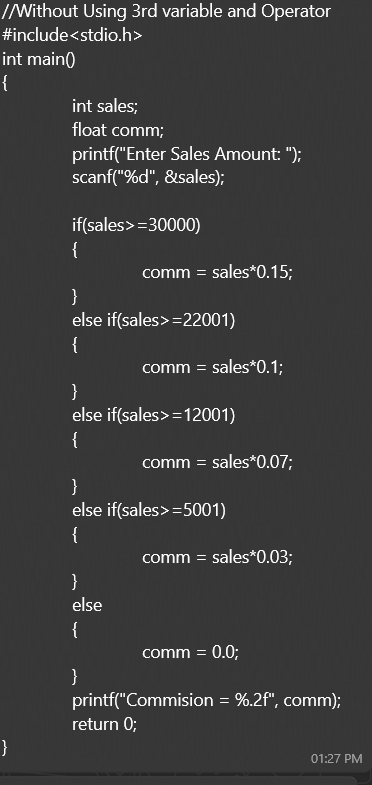 //Without Using 3rd variable and Operator
#include<stdio.h>
int main()
{
int sales;
float comm;
printf("Enter Sales Amount: ");
scanf("%d", &sales);
if(sales>=30000)
{
comm = sales*0.15;
}
else if(sales>=22001)
{
comm = sales*0.1;
}
else if(sales>=12001)
{
comm = sales*0.07;
}
else if(sales>=5001)
{
comm = sales*0.03;
}
else
{
comm = 0.0;
}
printf("Commision = %.2f", comm);
return 0;
}
01:27 PM